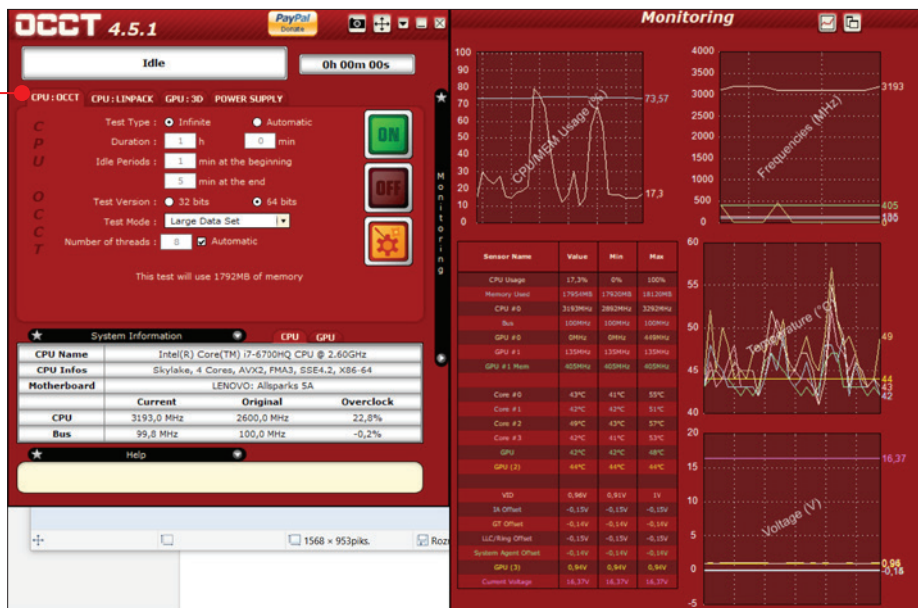 OCCT 4.5.1
PayPal
Donate
Idle
0h 00m 00s
CPU:OCCT CPU:LINPACK GPU:3D POWER SUPPLY
CPU OCCT
Test Type : Infinite Automatic
Duration : 1 h 0 min
Idle Periods : 1 min at the beginning
5 min at the end
Test Version : 32 bits 64 bits
Test Mode : Large Data Set
Number of threads : 8 Automatic
This test will use 1792MB of memory
ON
OFF
Monitoring
System Information CPU GPU
CPU Name Intel(R) Core(TM) i7-6700HQ CPU @ 2.60GHz
CPU Infos Skylake, 4 Cores, AVX2, FMA3, SSE4.2, X86-64
Motherboard LENOVO: Allsparks 5A
Current Original Overclock
CPU 3193,0 MHz 2600,0 MHz 22,8%
Bus 99,8 MHz 100,0 MHz -0,2%
Help
1568 × 953piks.
Monitoring
100
90
80
70
60
50
40
30
20
10
0
CPU/MEM Usage (%)
73,57
17,3
4000
3500
3000
2500
2000
1500
1000
500
0
Frequencies (MHz)
3193
405
Sensor Name Value Min Max
CPU Usage 17,3% 0% 100%
Memory Used 17954MB 17920MB 18120MB
CPU #0 3193MHz 2892MHz 3292MHz
Bus 100MHz 100MHz 100MHz
GPU #0 0MHz 0MHz 449MHz
GPU #1 135MHz 135MHz 135MHz
GPU #1 Mem 405MHz 405MHz 405MHz
Core #0 43°C 41°C 55°C
Core #1 42°C 42°C 51°C
Core #2 49°C 43°C 57°C
Core #3 42°C 41°C 53°C
GPU 42°C 42°C 48°C
GPU (2) 44°C 44°C 44°C
VID 0,96V 0,91V 1V
IA Offset -0,15V -0,15V -0,15V
GT Offset -0,14V -0,14V -0,14V
LLC/Ring Offset -0,15V -0,15V -0,15V
System Agent Offset -0,14V -0,14V -0,14V
GPU (3) 0,94V 0,94V 0,94V
Current Voltage 16,37V 16,37V 16,37V
60
55
50
45
40
Temperature (°C)
49
44
43
42
20
15
10
5
0
-5
Voltage (V)
16,37